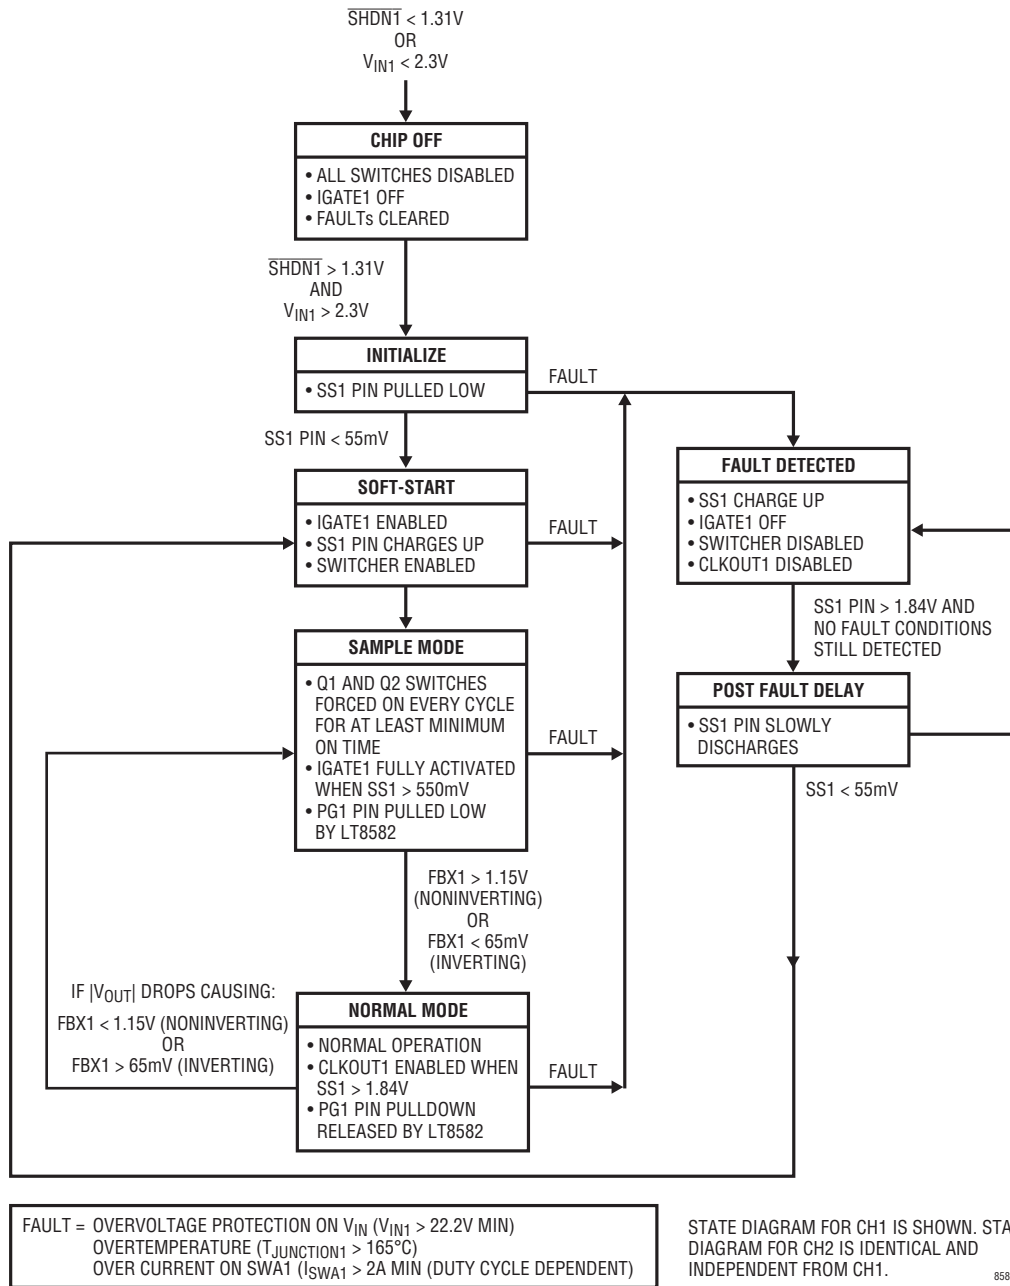 SHDN1 < 1.31V
OR
VIN1 < 2.3V
CHIP OFF
• ALL SWITCHES DISABLED
• IGATE1 OFF
• FAULTs CLEARED
SHDN1 > 1.31V
AND
VIN1 > 2.3V
INITIALIZE
• SS1 PIN PULLED LOW
FAULT
SS1 PIN < 55mV
SOFT-START
• IGATE1 ENABLED
• SS1 PIN CHARGES UP
• SWITCHER ENABLED
FAULT
FAULT DETECTED
• SS1 CHARGE UP
• IGATE1 OFF
• SWITCHER DISABLED
• CLKOUT1 DISABLED
SS1 PIN > 1.84V AND
NO FAULT CONDITIONS
STILL DETECTED
SAMPLE MODE
• Q1 AND Q2 SWITCHES
FORCED ON EVERY CYCLE
FOR AT LEAST MINIMUM
ON TIME
• IGATE1 FULLY ACTIVATED
WHEN SS1 > 550mV
• PG1 PIN PULLED LOW
BY LT8582
FAULT
POST FAULT DELAY
• SS1 PIN SLOWLY
DISCHARGES
SS1 < 55mV
FBX1 > 1.15V
(NONINVERTING)
OR
FBX1 < 65mV
(INVERTING)
IF |VOUT| DROPS CAUSING:
FBX1 < 1.15V (NONINVERTING)
OR
FBX1 > 65mV (INVERTING)
NORMAL MODE
• NORMAL OPERATION
• CLKOUT1 ENABLED WHEN
SS1 > 1.84V
• PG1 PIN PULLDOWN
RELEASED BY LT8582
FAULT
FAULT = OVERVOLTAGE PROTECTION ON VIN (VIN1 > 22.2V MIN)
OVERTEMPERATURE (TJUNCTION1 > 165°C)
OVER CURRENT ON SWA1 (ISWA1 > 2A MIN (DUTY CYCLE DEPENDENT)
STATE DIAGRAM FOR CH1 IS SHOWN. STA
DIAGRAM FOR CH2 IS IDENTICAL AND
INDEPENDENT FROM CH1.
858